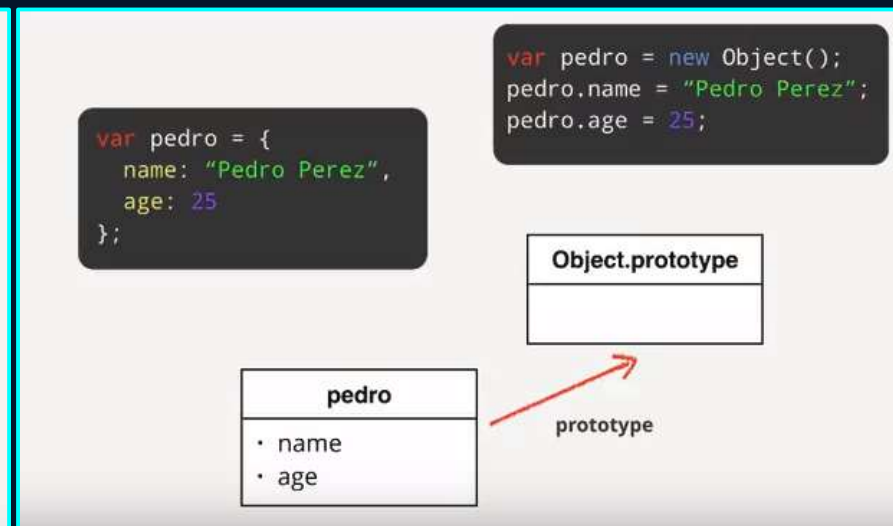 var pedro = {
name: “Pedro Perez”,
age: 25
};
var pedro = new Object();
pedro.name = “Pedro Perez”;
pedro.age = 25;
Object.prototype
prototype
pedro
· name
· age